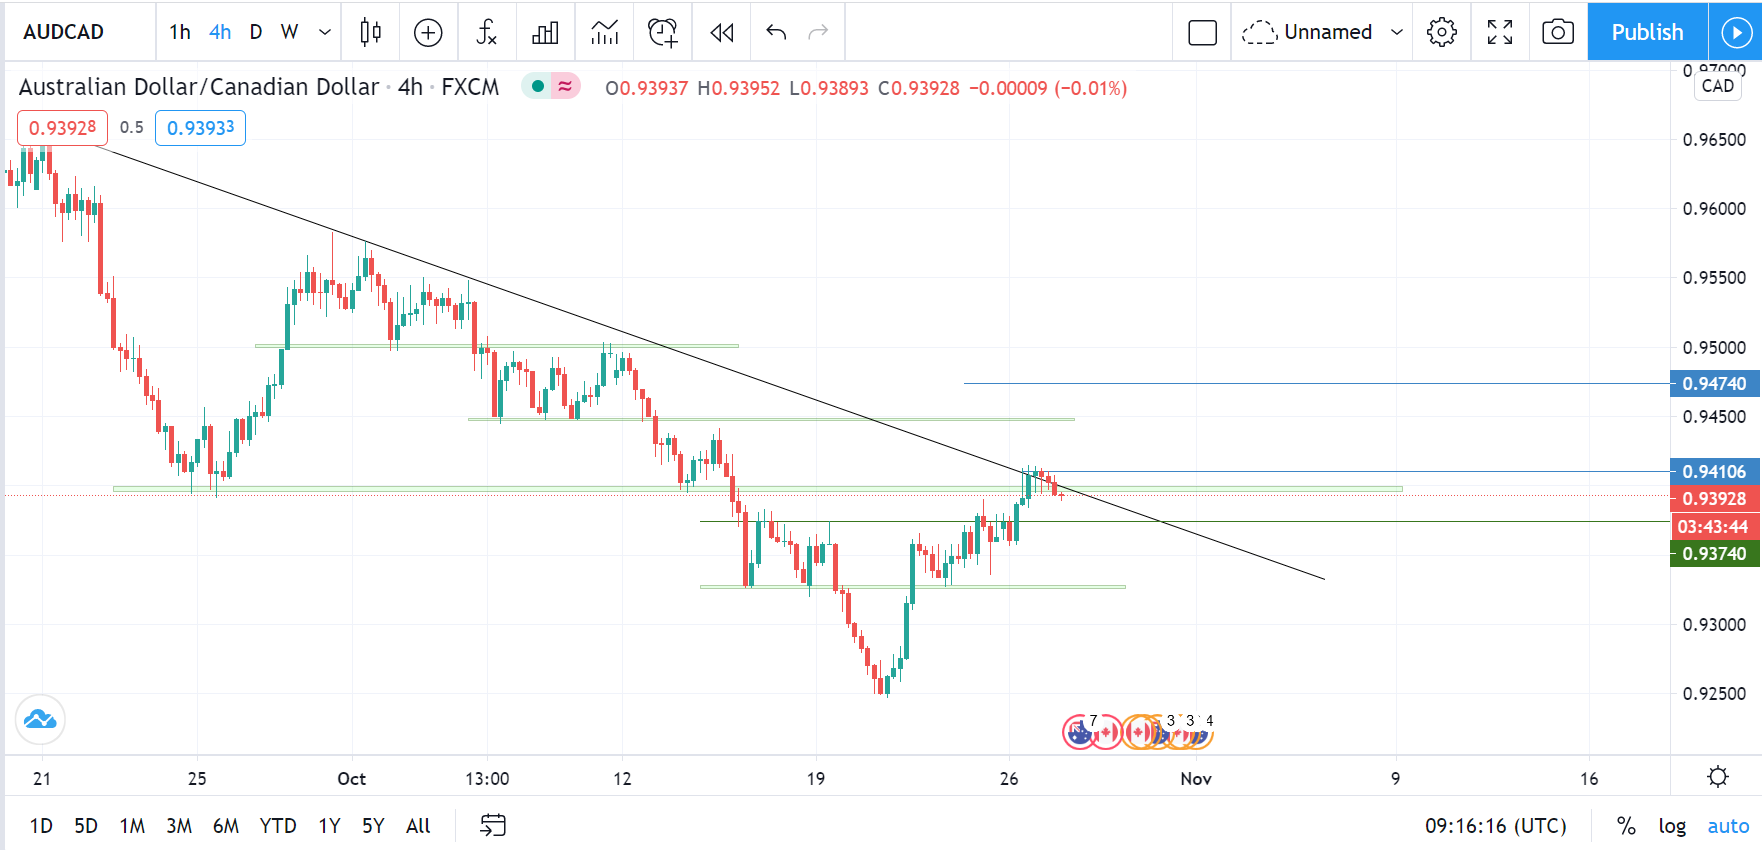 AUDCAD 1h 4h D W Unnamed Publish
Australian Dollar/Canadian Dollar · 4h · FXCM ≈ O0.93937 H0.93952 L0.93893 C0.93928 −0.00009 (−0.01%)
0.93928 0.5 0.93933
0.97000
CAD
0.96500
0.96000
0.95500
0.95000
0.94740
0.94500
0.94106
0.93928
03:43:44
0.93740
0.93000
0.92500
7 3 3 4
21 25 Oct 13:00 12 19 26 Nov 9 16
1D 5D 1M 3M 6M YTD 1Y 5Y All 09:16:16 (UTC) % log auto